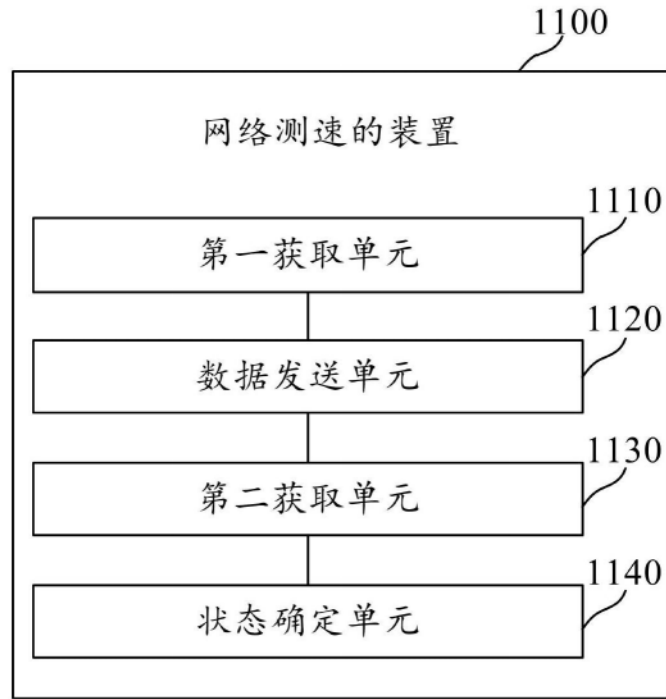 1100
网络测速的装置
1110
第一获取单元
1120
数据发送单元
1130
第二获取单元
1140
状态确定单元